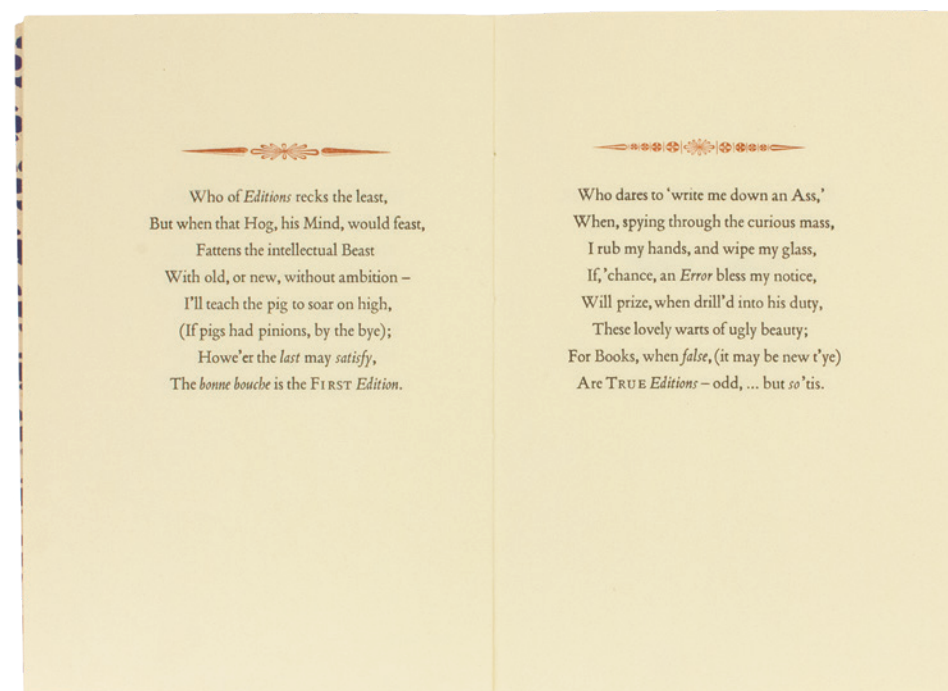 Who of Editions recks the least,
But when that Hog, his Mind, would feast,
Fattens the intellectual Beast
With old, or new, without ambition –
I'll teach the pig to soar on high,
(If pigs had pinions, by the bye);
Howe'er the last may satisfy,
The bonne bouche is the FIRST Edition.
Who dares to ‘write me down an Ass,’
When, spying through the curious mass,
I rub my hands, and wipe my glass,
If, ’chance, an Error bless my notice,
Will prize, when drill’d into his duty,
These lovely warts of ugly beauty;
For Books, when false, (it may be new t’ye)
Are TRUE Editions – odd, ... but so ’tis.